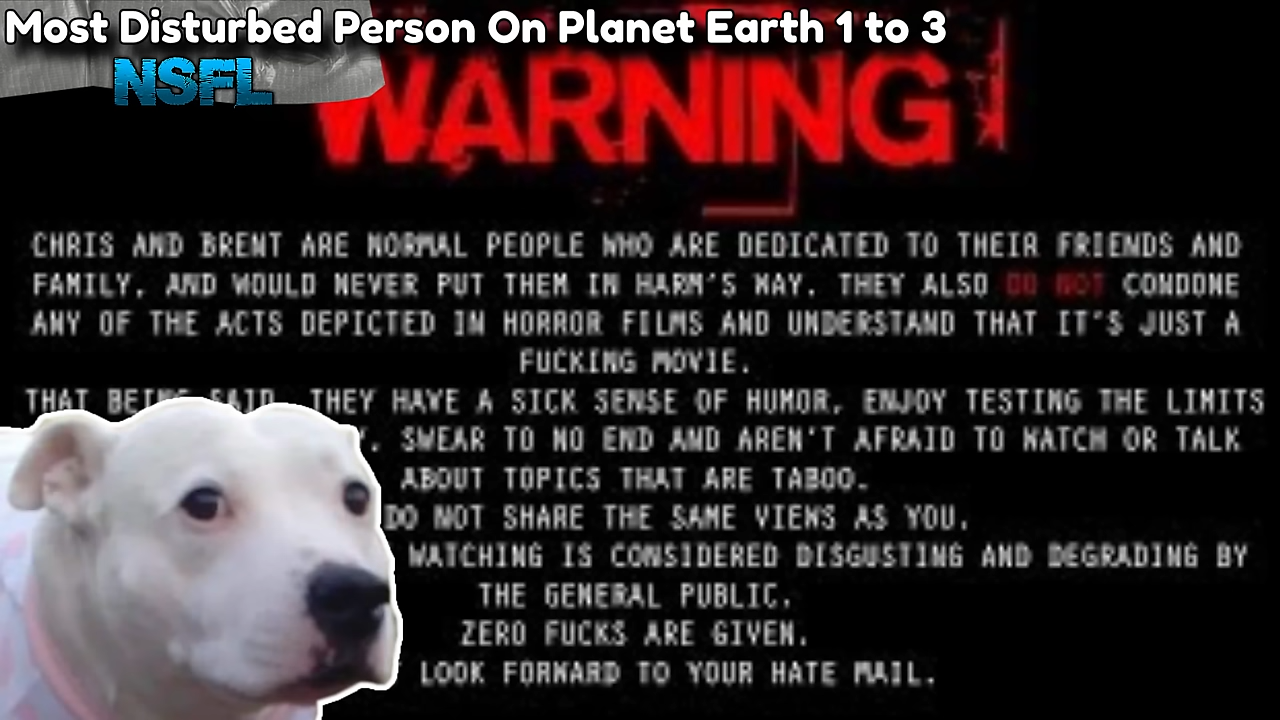 Most Disturbed Person On Planet Earth 1 to 3
NSFL
WARNING
CHRIS AND BRENT ARE NORMAL PEOPLE WHO ARE DEDICATED TO THEIR FRIENDS AND
FAMILY, AND WOULD NEVER PUT THEM IN HARM'S WAY. THEY ALSO DO NOT CONDONE
ANY OF THE ACTS DEPICTED IN HORROR FILMS AND UNDERSTAND THAT IT'S JUST A
FUCKING MOVIE.
THAT BEING SAID, THEY HAVE A SICK SENSE OF HUMOR, ENJOY TESTING THE LIMITS
. SWEAR TO NO END AND AREN'T AFRAID TO WATCH OR TALK
ABOUT TOPICS THAT ARE TABOO.
DO NOT SHARE THE SAME VIEWS AS YOU.
WATCHING IS CONSIDERED DISGUSTING AND DEGRADING BY
THE GENERAL PUBLIC.
ZERO FUCKS ARE GIVEN.
LOOK FORWARD TO YOUR HATE MAIL.